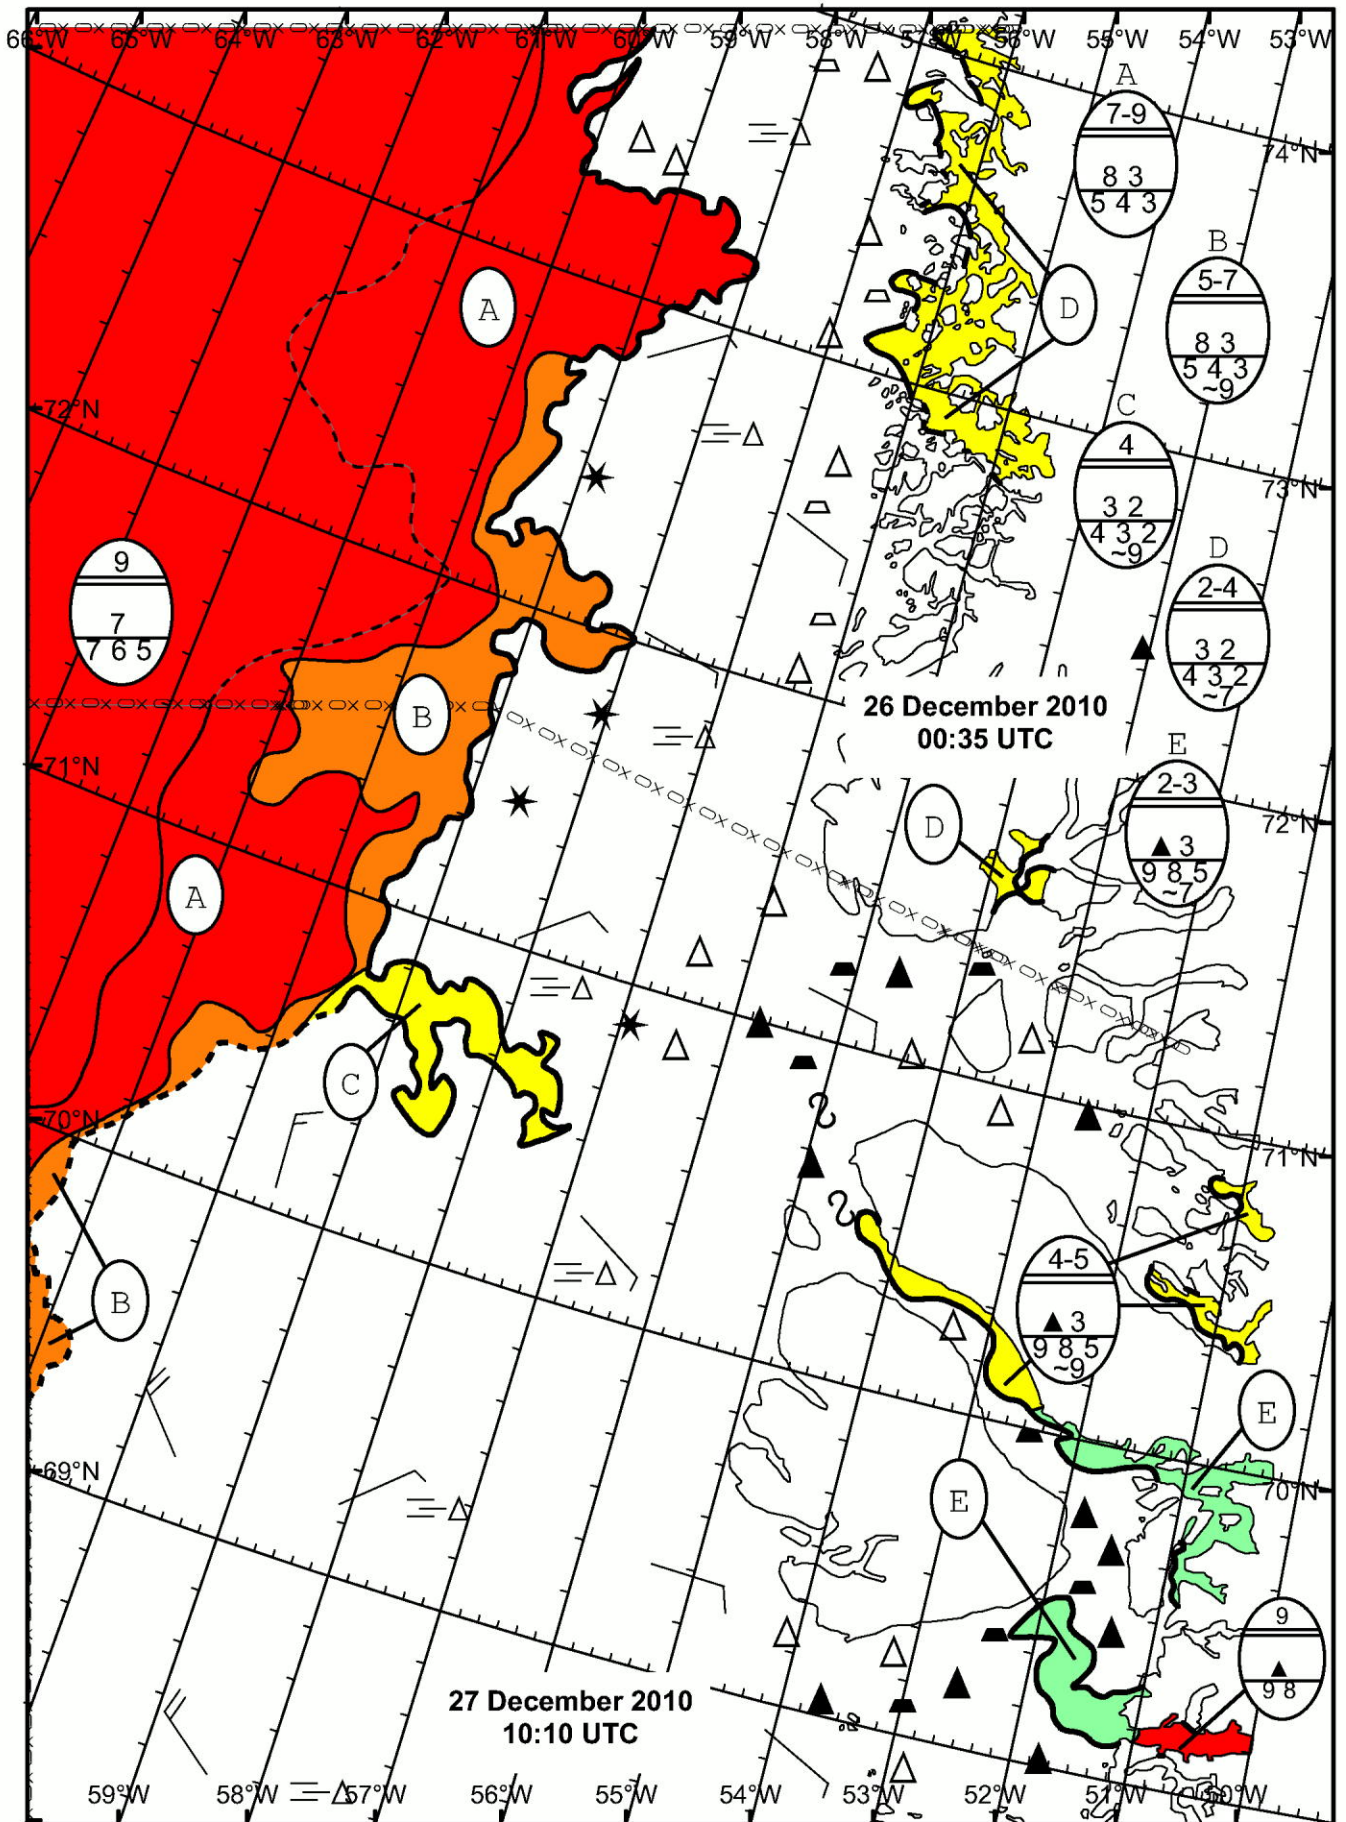 66°W 65°W 64°W 63°W 62°W 61°W 60°W 59°W 58°W 57°W 56°W 55°W 54°W 53°W
A
7-9
8 3
5 4 3
74°N
B
5-7
8 3
5 4 3
~9
A
D
72°N
C
4
3 2
4 3 2
~9
73°N
9
7
7 6 5
D
2-4
3 2
4 3 2
~7
B
26 December 2010
00:35 UTC
71°N
E
2-3
3
9 8 5
~7
72°N
D
A
C
70°N
71°N
B
4-5
3
9 8 5
~9
E
69°N
E
70°N
9
9 8
27 December 2010
10:10 UTC
59°W 58°W 57°W 56°W 55°W 53°W 52°W 51°W 50°W